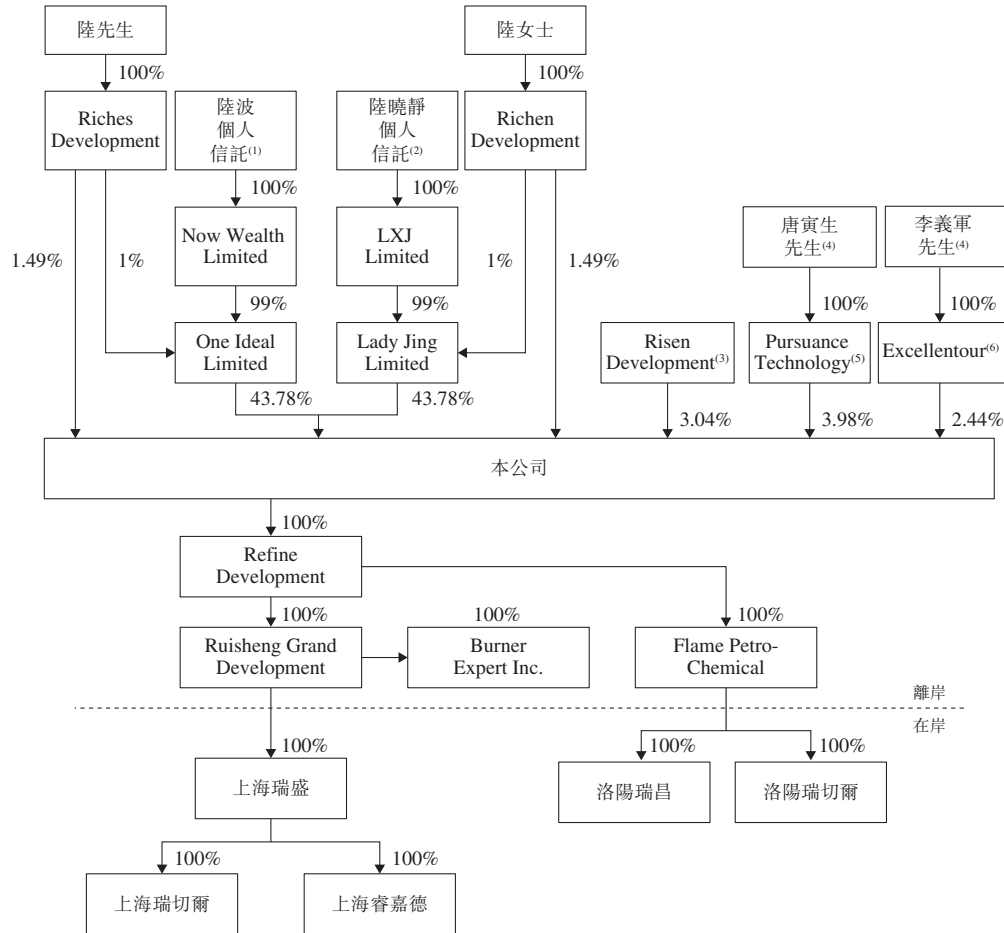 陸先生
陸女士
100%
100%
Riches
Development
陸波
個人
信託(1)
陸曉靜
個人
信託(2)
Richen
Development
100%
100%
Now Wealth
Limited
LXJ
Limited
唐寅生
先生(4)
李義軍
先生(4)
1.49%
1%
1%
1.49%
99%
99%
100%
100%
One Ideal
Limited
Lady Jing
Limited
Risen
Development(3)
Pursuance
Technology(5)
Excellentour(6)
43.78%
43.78%
3.04%
3.98%
2.44%
本公司
100%
Refine
Development
100%
100%
100%
Ruisheng Grand
Development
Burner
Expert Inc.
Flame Petro-
Chemical
離岸
在岸
100%
100%
100%
上海瑞盛
洛陽瑞昌
洛陽瑞切爾
100%
100%
上海瑞切爾
上海睿嘉德